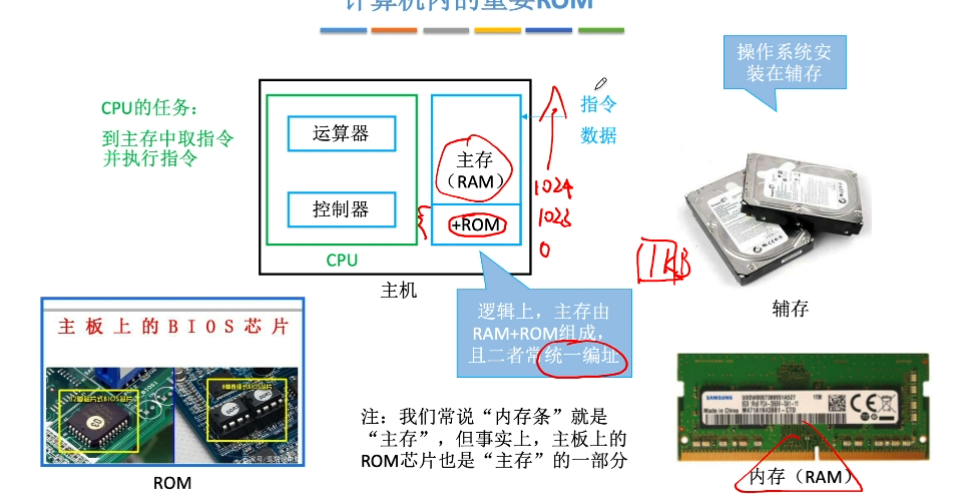 计算机内的重要ROM
操作系统安
装在辅存
CPU的任务：
到主存中取指令
并执行指令
运算器
控制器
CPU
主存
（RAM）
+ROM
主机
指令
数据
1024
1023
0
1KB
辅存
逻辑上，主存由
RAM+ROM组成，
且二者常统一编址
主板上的BIOS芯片
ROM
注：我们常说“内存条”就是
“主存”，但事实上，主板上的
ROM芯片也是“主存”的一部分
SAMSUNG
Made in China
内存（RAM）